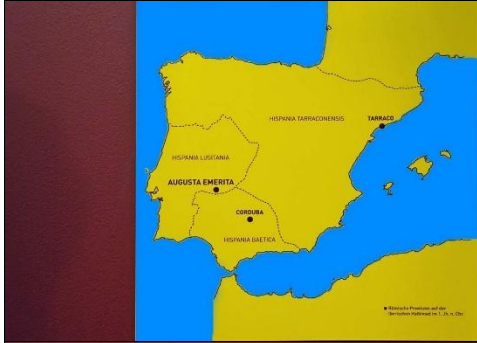 HISPANIA TARRACONENSIS
TARRACO
HISPANIA LUSITANIA
AUGUSTA EMERITA
CORDUBA
HISPANIA BAETICA
Römische Provinzen auf der
Iberischen Halbinsel im 1. Jh. n. Chr.